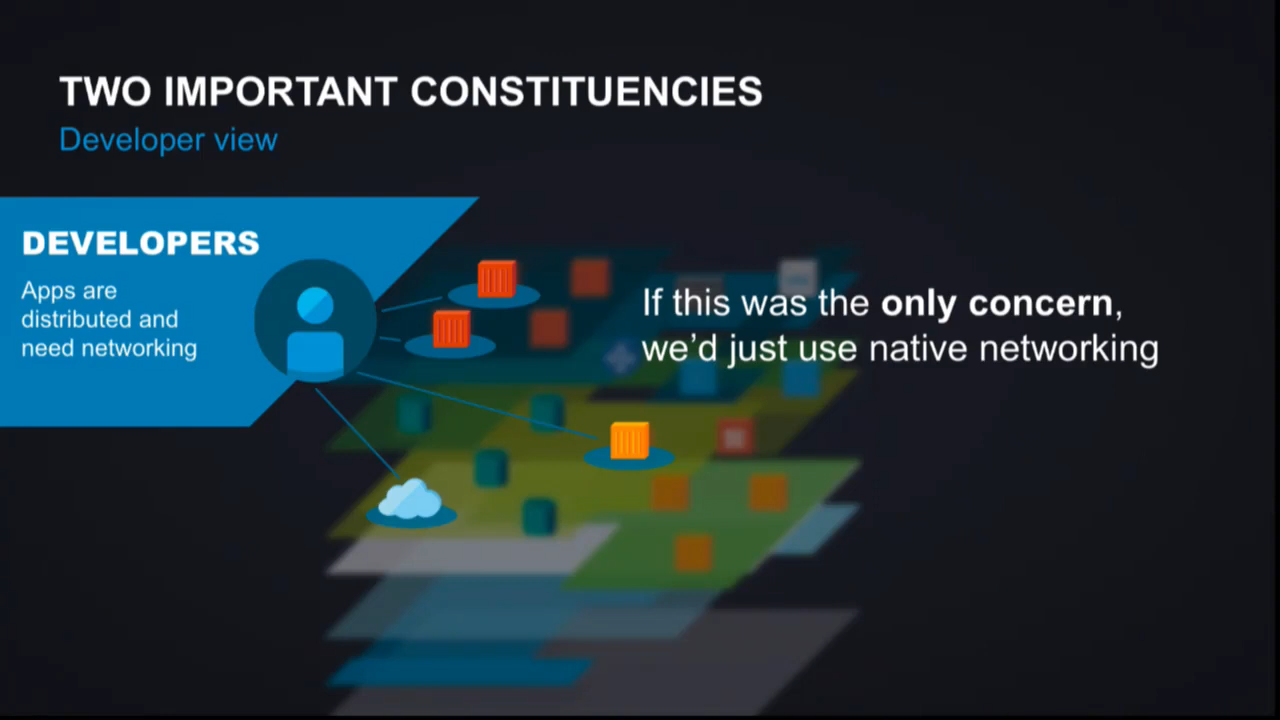 TWO IMPORTANT CONSTITUENCIES
Developer view
DEVELOPERS
Apps are
distributed and
need networking
If this was the only concern,
we’d just use native networking